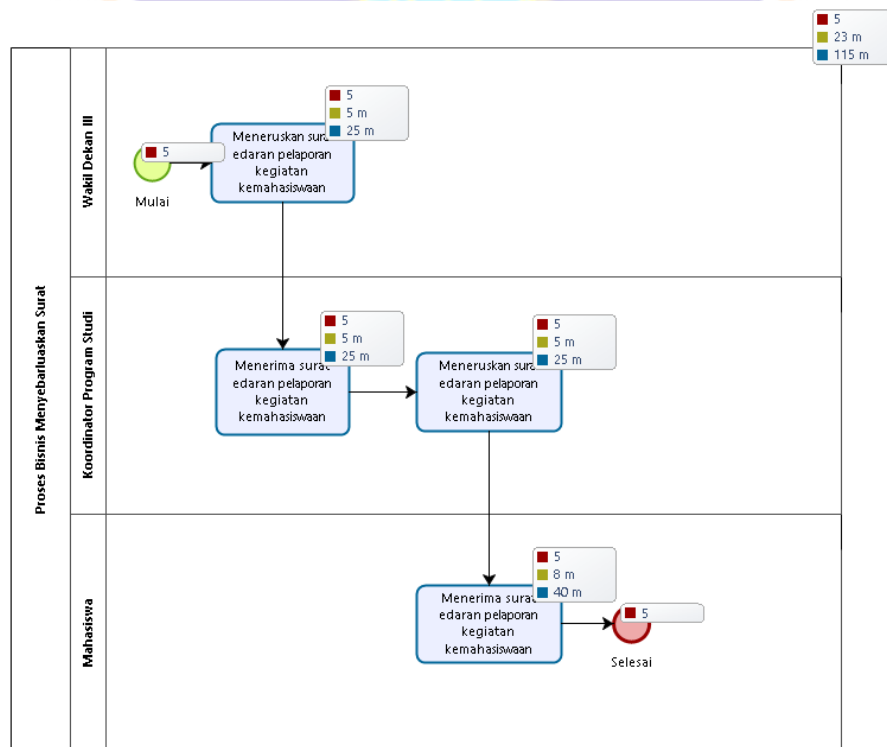 5
23 m
115 m
Proses Bisnis Menyebarluaskan Surat
Wakil Dekan III
5
Mulai
Meneruskan surat
edaran pelaporan
kegiatan
kemahasiswaan
5
5 m
25 m
Koordinator Program Studi
Menerima surat
edaran pelaporan
kegiatan
kemahasiswaan
5
5 m
25 m
Meneruskan surat
edaran pelaporan
kegiatan
kemahasiswaan
5
5 m
25 m
Mahasiswa
Menerima surat
edaran pelaporan
kegiatan
kemahasiswaan
5
8 m
40 m
5
Selesai